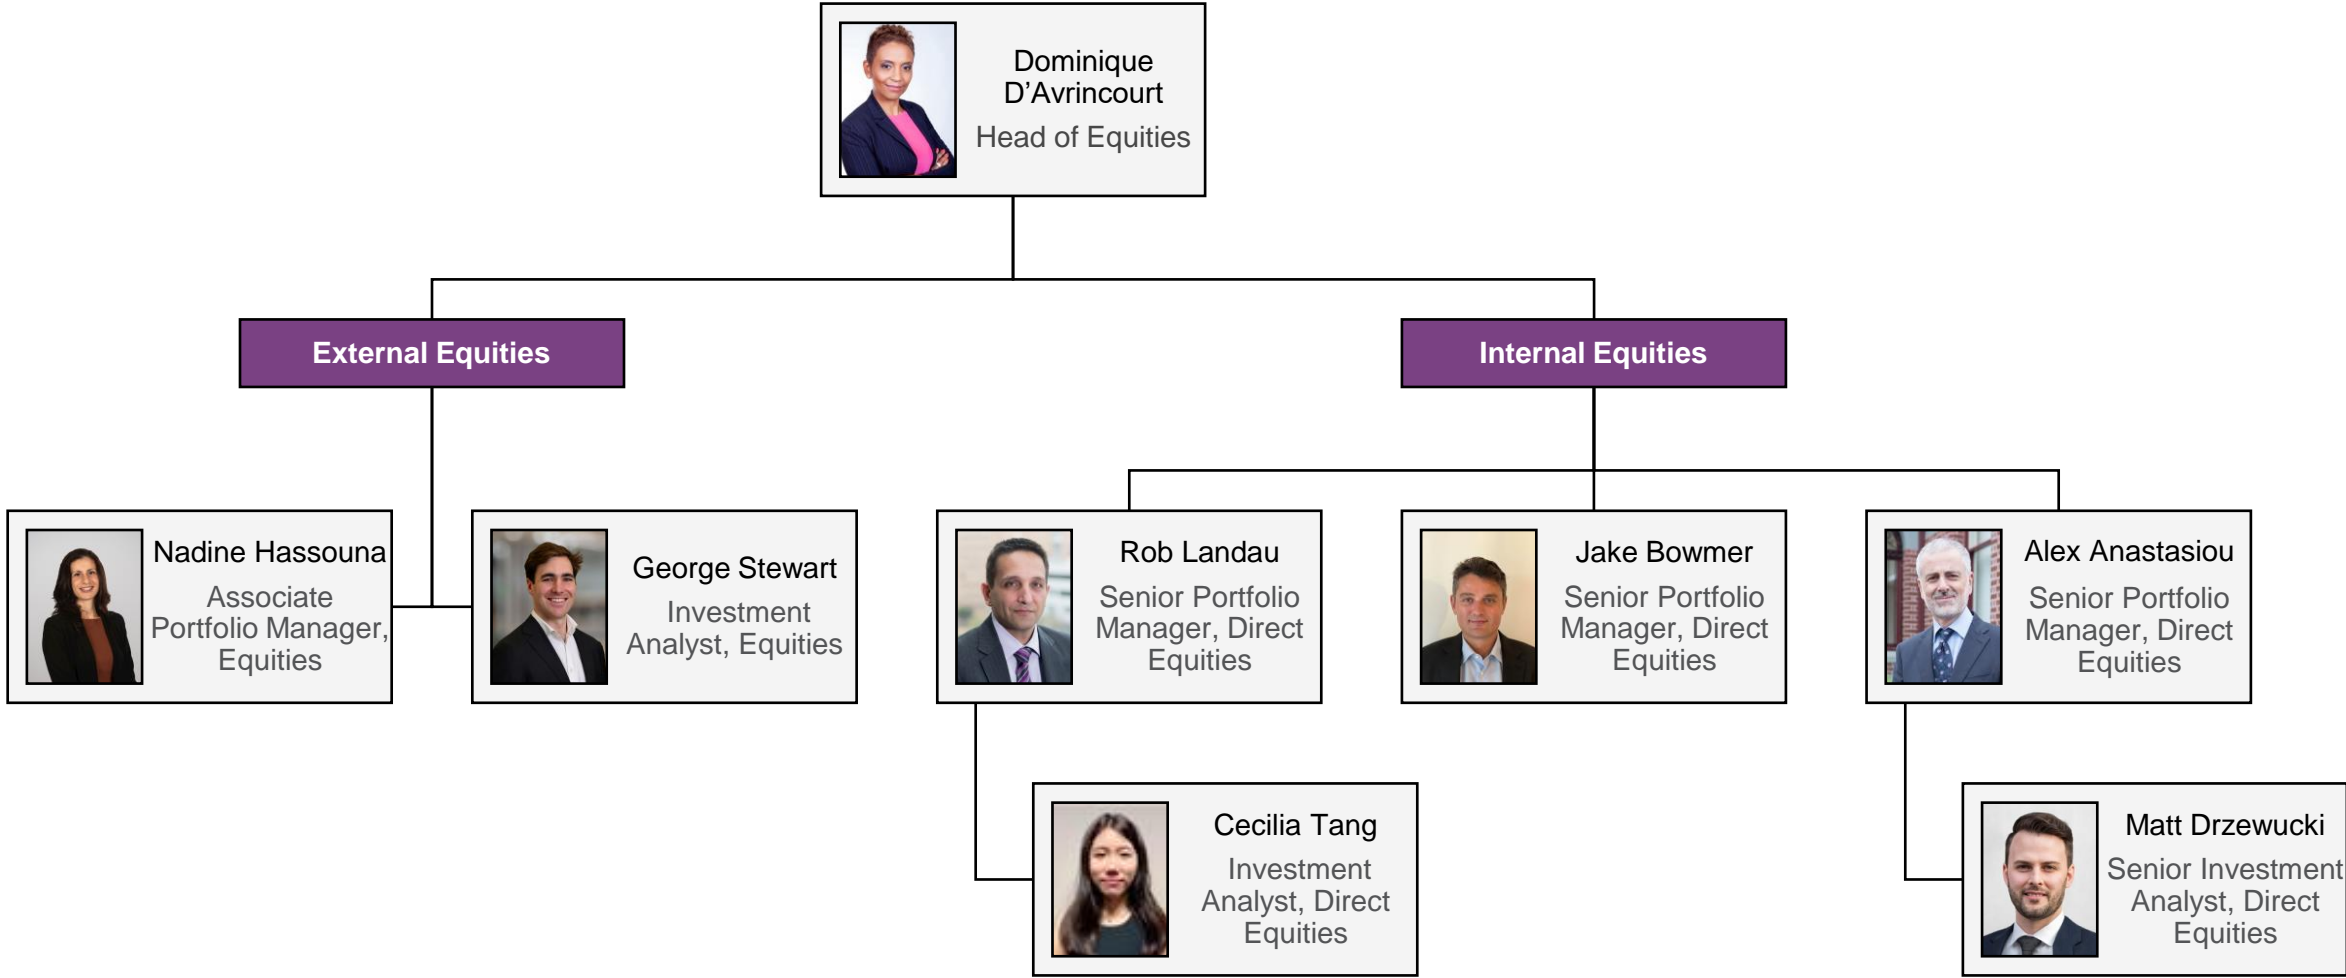 Dominique
D’Avrincourt
Head of Equities
External Equities
Internal Equities
Nadine Hassouna
Associate
Portfolio Manager,
Equities
George Stewart
Investment
Analyst, Equities
Rob Landau
Senior Portfolio
Manager, Direct
Equities
Jake Bowmer
Senior Portfolio
Manager, Direct
Equities
Alex Anastasiou
Senior Portfolio
Manager, Direct
Equities
Cecilia Tang
Investment
Analyst, Direct
Equities
Matt Drzewucki
Senior Investment
Analyst, Direct
Equities